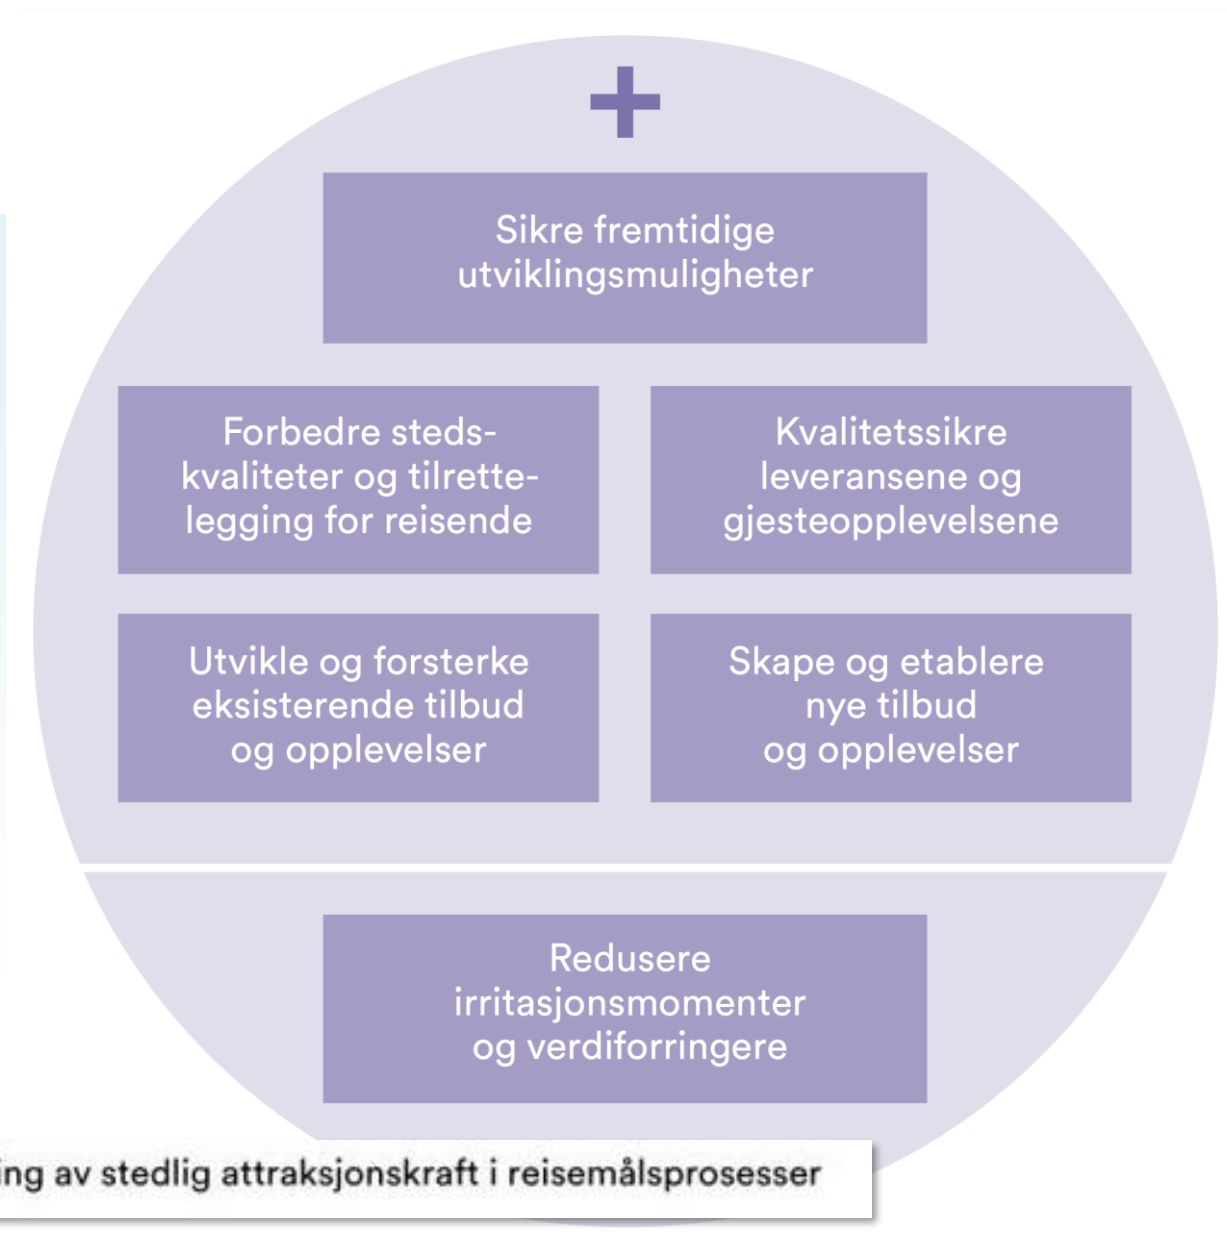 +
Sikre fremtidige
utviklingsmuligheter
Forbedre steds-
kvaliteter og tilrette-
legging for reisende
Kvalitetssikre
leveransene og
gjesteopplevelsene
Utvikle og forsterke
eksisterende tilbud
og opplevelser
Skape og etablere
nye tilbud
og opplevelser
Redusere
irritasjonsmomenter
og verdiforringere
ing av stedlig attraksjonskraft i reisemålsprosesser